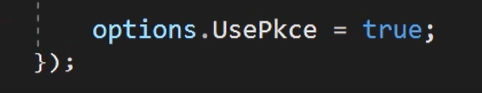 options.UsePkce = true;
});